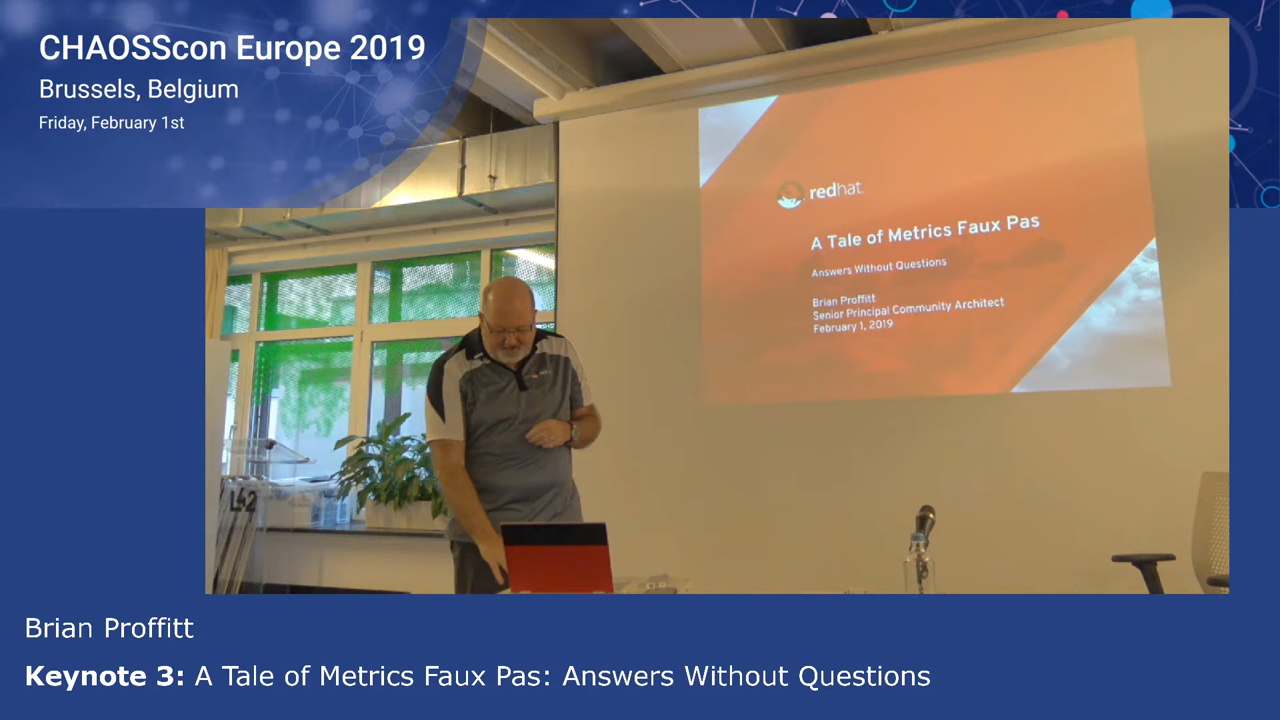 CHAOSScon Europe 2019
Brussels, Belgium
Friday, February 1st
redhat.
A Tale of Metrics Faux Pas
Answers Without Questions
Brian Proffitt
Senior Principal Community Architect
February 1, 2019
L42
Brian Proffitt
Keynote 3: A Tale of Metrics Faux Pas: Answers Without Questions